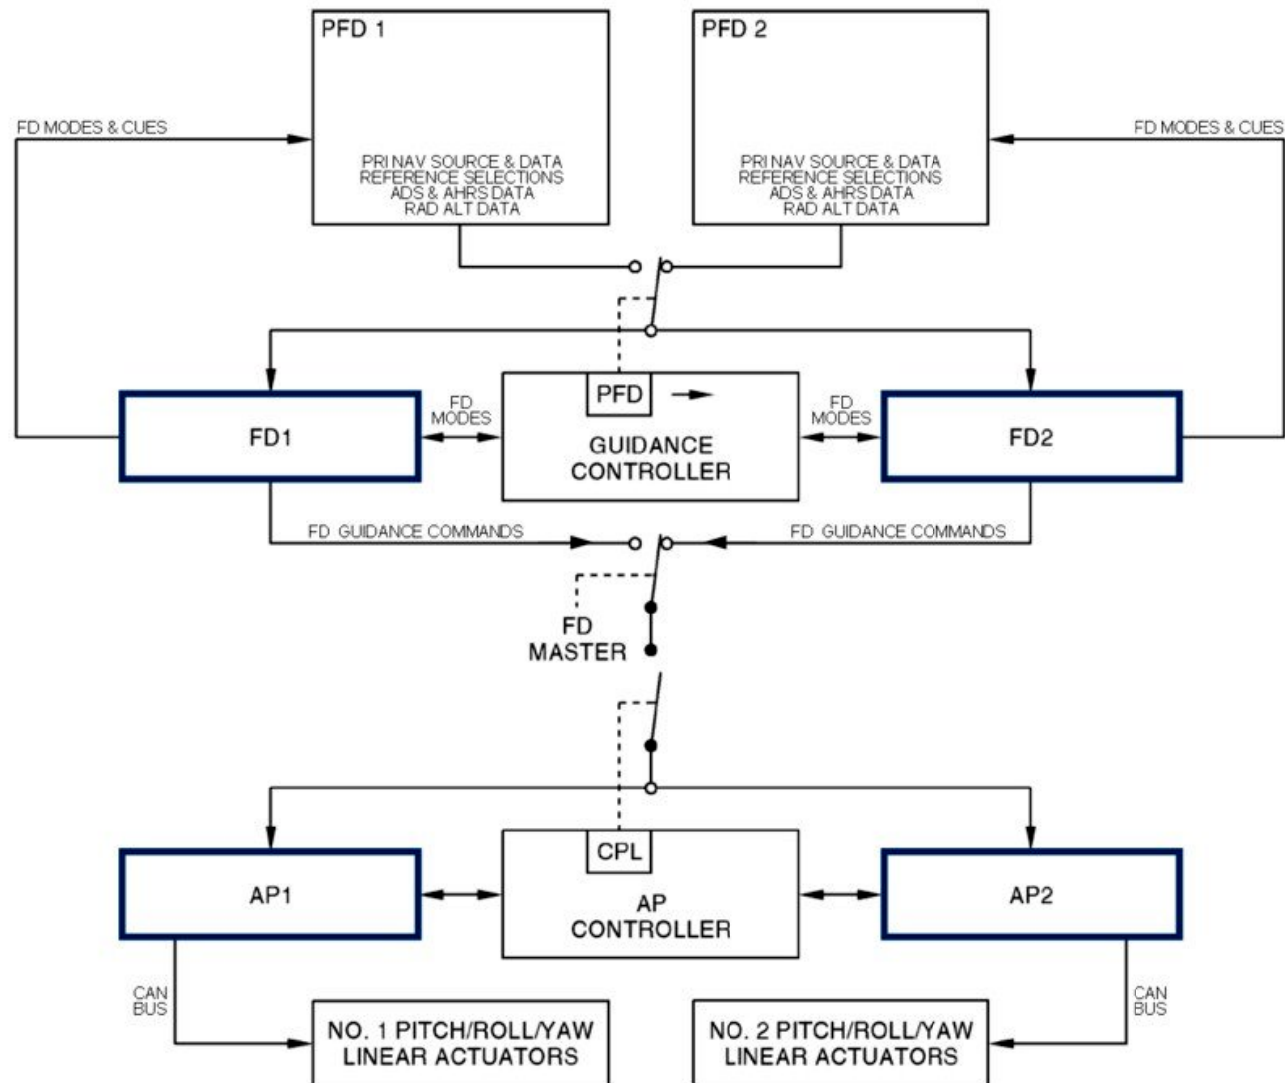 PFD 1
PFD 2
FD MODES & CUES
FD MODES & CUES
PRI NAV SOURCE & DATA
REFERENCE SELECTIONS
ADS & AHRS DATA
RAD ALT DATA
PRI NAV SOURCE & DATA
REFERENCE SELECTIONS
ADS & AHRS DATA
RAD ALT DATA
FD1
FD
MODES
PFD
GUIDANCE
CONTROLLER
FD
MODES
FD2
FD GUIDANCE COMMANDS
FD GUIDANCE COMMANDS
FD
MASTER
AP1
CPL
AP
CONTROLLER
AP2
CAN
BUS
CAN
BUS
NO. 1 PITCH/ROLL/YAW
LINEAR ACTUATORS
NO. 2 PITCH/ROLL/YAW
LINEAR ACTUATORS